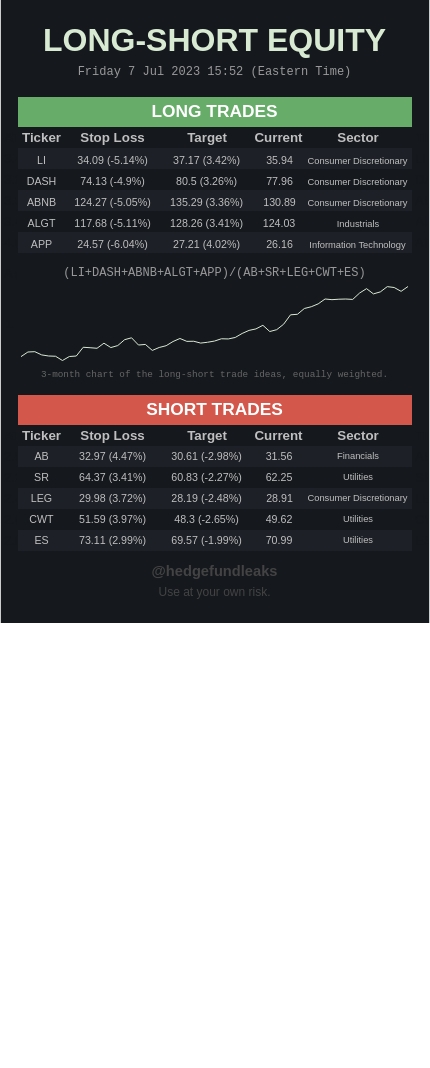 LONG-SHORT EQUITY
Friday 7 Jul 2023 15:52 (Eastern Time)
LONG TRADES
Ticker Stop Loss Target Current Sector
LI 34.09 (-5.14%) 37.17 (3.42%) 35.94 Consumer Discretionary
DASH 74.13 (-4.9%) 80.5 (3.26%) 77.96 Consumer Discretionary
ABNB 124.27 (-5.05%) 135.29 (3.36%) 130.89 Consumer Discretionary
ALGT 117.68 (-5.11%) 128.26 (3.41%) 124.03 Industrials
APP 24.57 (-6.04%) 27.21 (4.02%) 26.16 Information Technology
(LI+DASH+ABNB+ALGT+APP)/(AB+SR+LEG+CWT+ES)
3-month chart of the long-short trade ideas, equally weighted.
SHORT TRADES
Ticker Stop Loss Target Current Sector
AB 32.97 (4.47%) 30.61 (-2.98%) 31.56 Financials
SR 64.37 (3.41%) 60.83 (-2.27%) 62.25 Utilities
LEG 29.98 (3.72%) 28.19 (-2.48%) 28.91 Consumer Discretionary
CWT 51.59 (3.97%) 48.3 (-2.65%) 49.62 Utilities
ES 73.11 (2.99%) 69.57 (-1.99%) 70.99 Utilities
@hedgefundleaks
Use at your own risk.